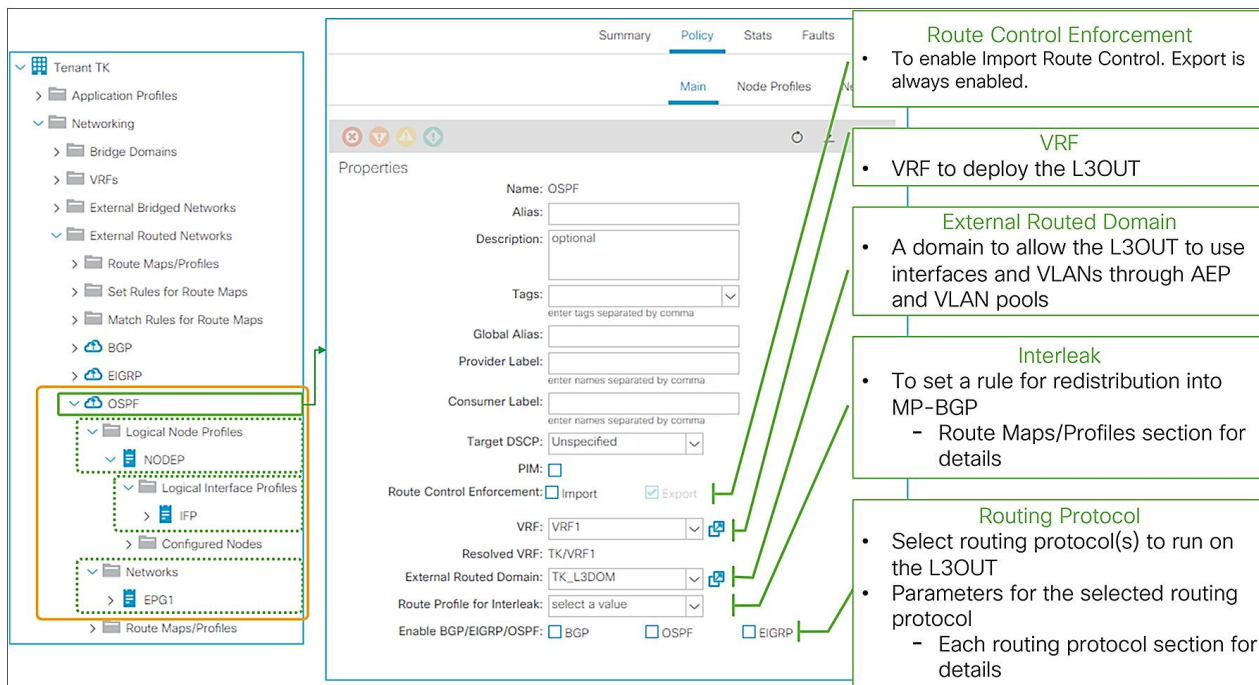 Tenant TK
Application Profiles
Networking
Bridge Domains
VRFs
External Bridged Networks
External Routed Networks
Route Maps/Profiles
Set Rules for Route Maps
Match Rules for Route Maps
BGP
EIGRP
OSPF
Logical Node Profiles
NODEP
Logical Interface Profiles
IFP
Configured Nodes
Networks
EPG1
Route Maps/Profiles
Summary Policy Stats Faults
Main Node Profiles
Properties
Name: OSPF
Alias:
Description: optional
Tags:
enter tags separated by comma
Global Alias:
Provider Label:
enter names separated by comma
Consumer Label:
enter names separated by comma
Target DSCP: Unspecified
PIM:
Route Control Enforcement: Import Export
VRF: VRF1
Resolved VRF: TK/VRF1
External Routed Domain: TK_L3DOM
Route Profile for Interleak: select a value
Enable BGP/EIGRP/OSPF: BGP OSPF EIGRP
Route Control Enforcement
• To enable Import Route Control. Export is
always enabled.
VRF
• VRF to deploy the L3OUT
External Routed Domain
• A domain to allow the L3OUT to use
interfaces and VLANs through AEP
and VLAN pools
Interleak
• To set a rule for redistribution into
MP-BGP
- Route Maps/Profiles section for
details
Routing Protocol
• Select routing protocol(s) to run on
the L3OUT
• Parameters for the selected routing
protocol
- Each routing protocol section for
details